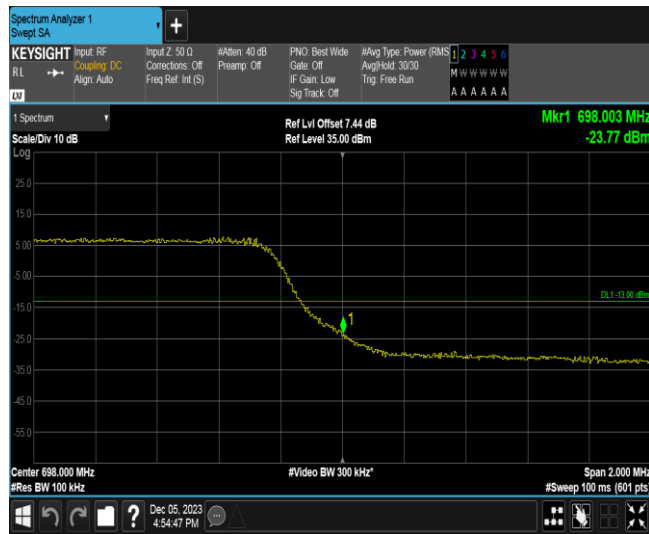 Spectrum Analyzer 1
Swept SA
+
KEYSIGHT
RL
LXI
Input: RF
Coupling: DC
Align: Auto
Input Z: 50 Ω
Corrections: Off
Freq Ref: Int (S)
#Atten: 40 dB
Preamp: Off
PNO: Best Wide
Gate: Off
IF Gain: Low
Sig Track: Off
#Avg Type: Power (RMS
Avg|Hold: 30/30
Trig: Free Run
1 2 3 4 5 6
M W W W W W
A A A A A A
1 Spectrum
Scale/Div 10 dB
Log
Ref Lvl Offset 7.44 dB
Ref Level 35.00 dBm
Mkr1 698.003 MHz
-23.77 dBm
25.0
15.0
5.00
-5.00
-15.0
-25.0
-35.0
-45.0
-55.0
DL1 -13.00 dBm
1
Center 698.000 MHz
#Res BW 100 kHz
#Video BW 300 kHz*
Span 2.000 MHz
#Sweep 100 ms (601 pts
?
Dec 05, 2023
4:54:47 PM